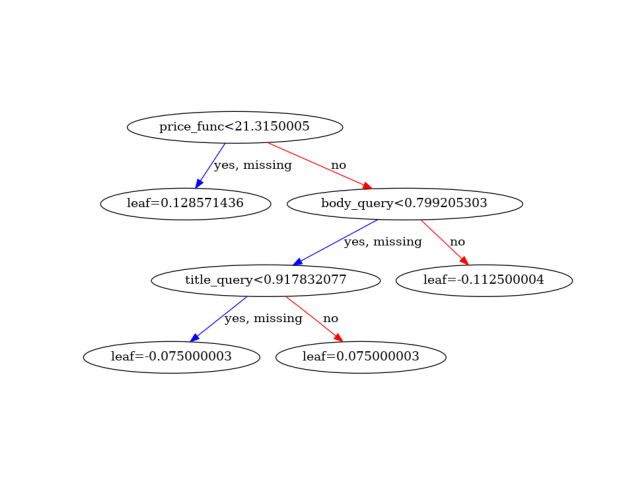 price_func<21.3150005
yes, missing
no
leaf=0.128571436
body_query<0.799205303
yes, missing
no
title_query<0.917832077
leaf=-0.112500004
yes, missing
no
leaf=-0.075000003
leaf=0.075000003